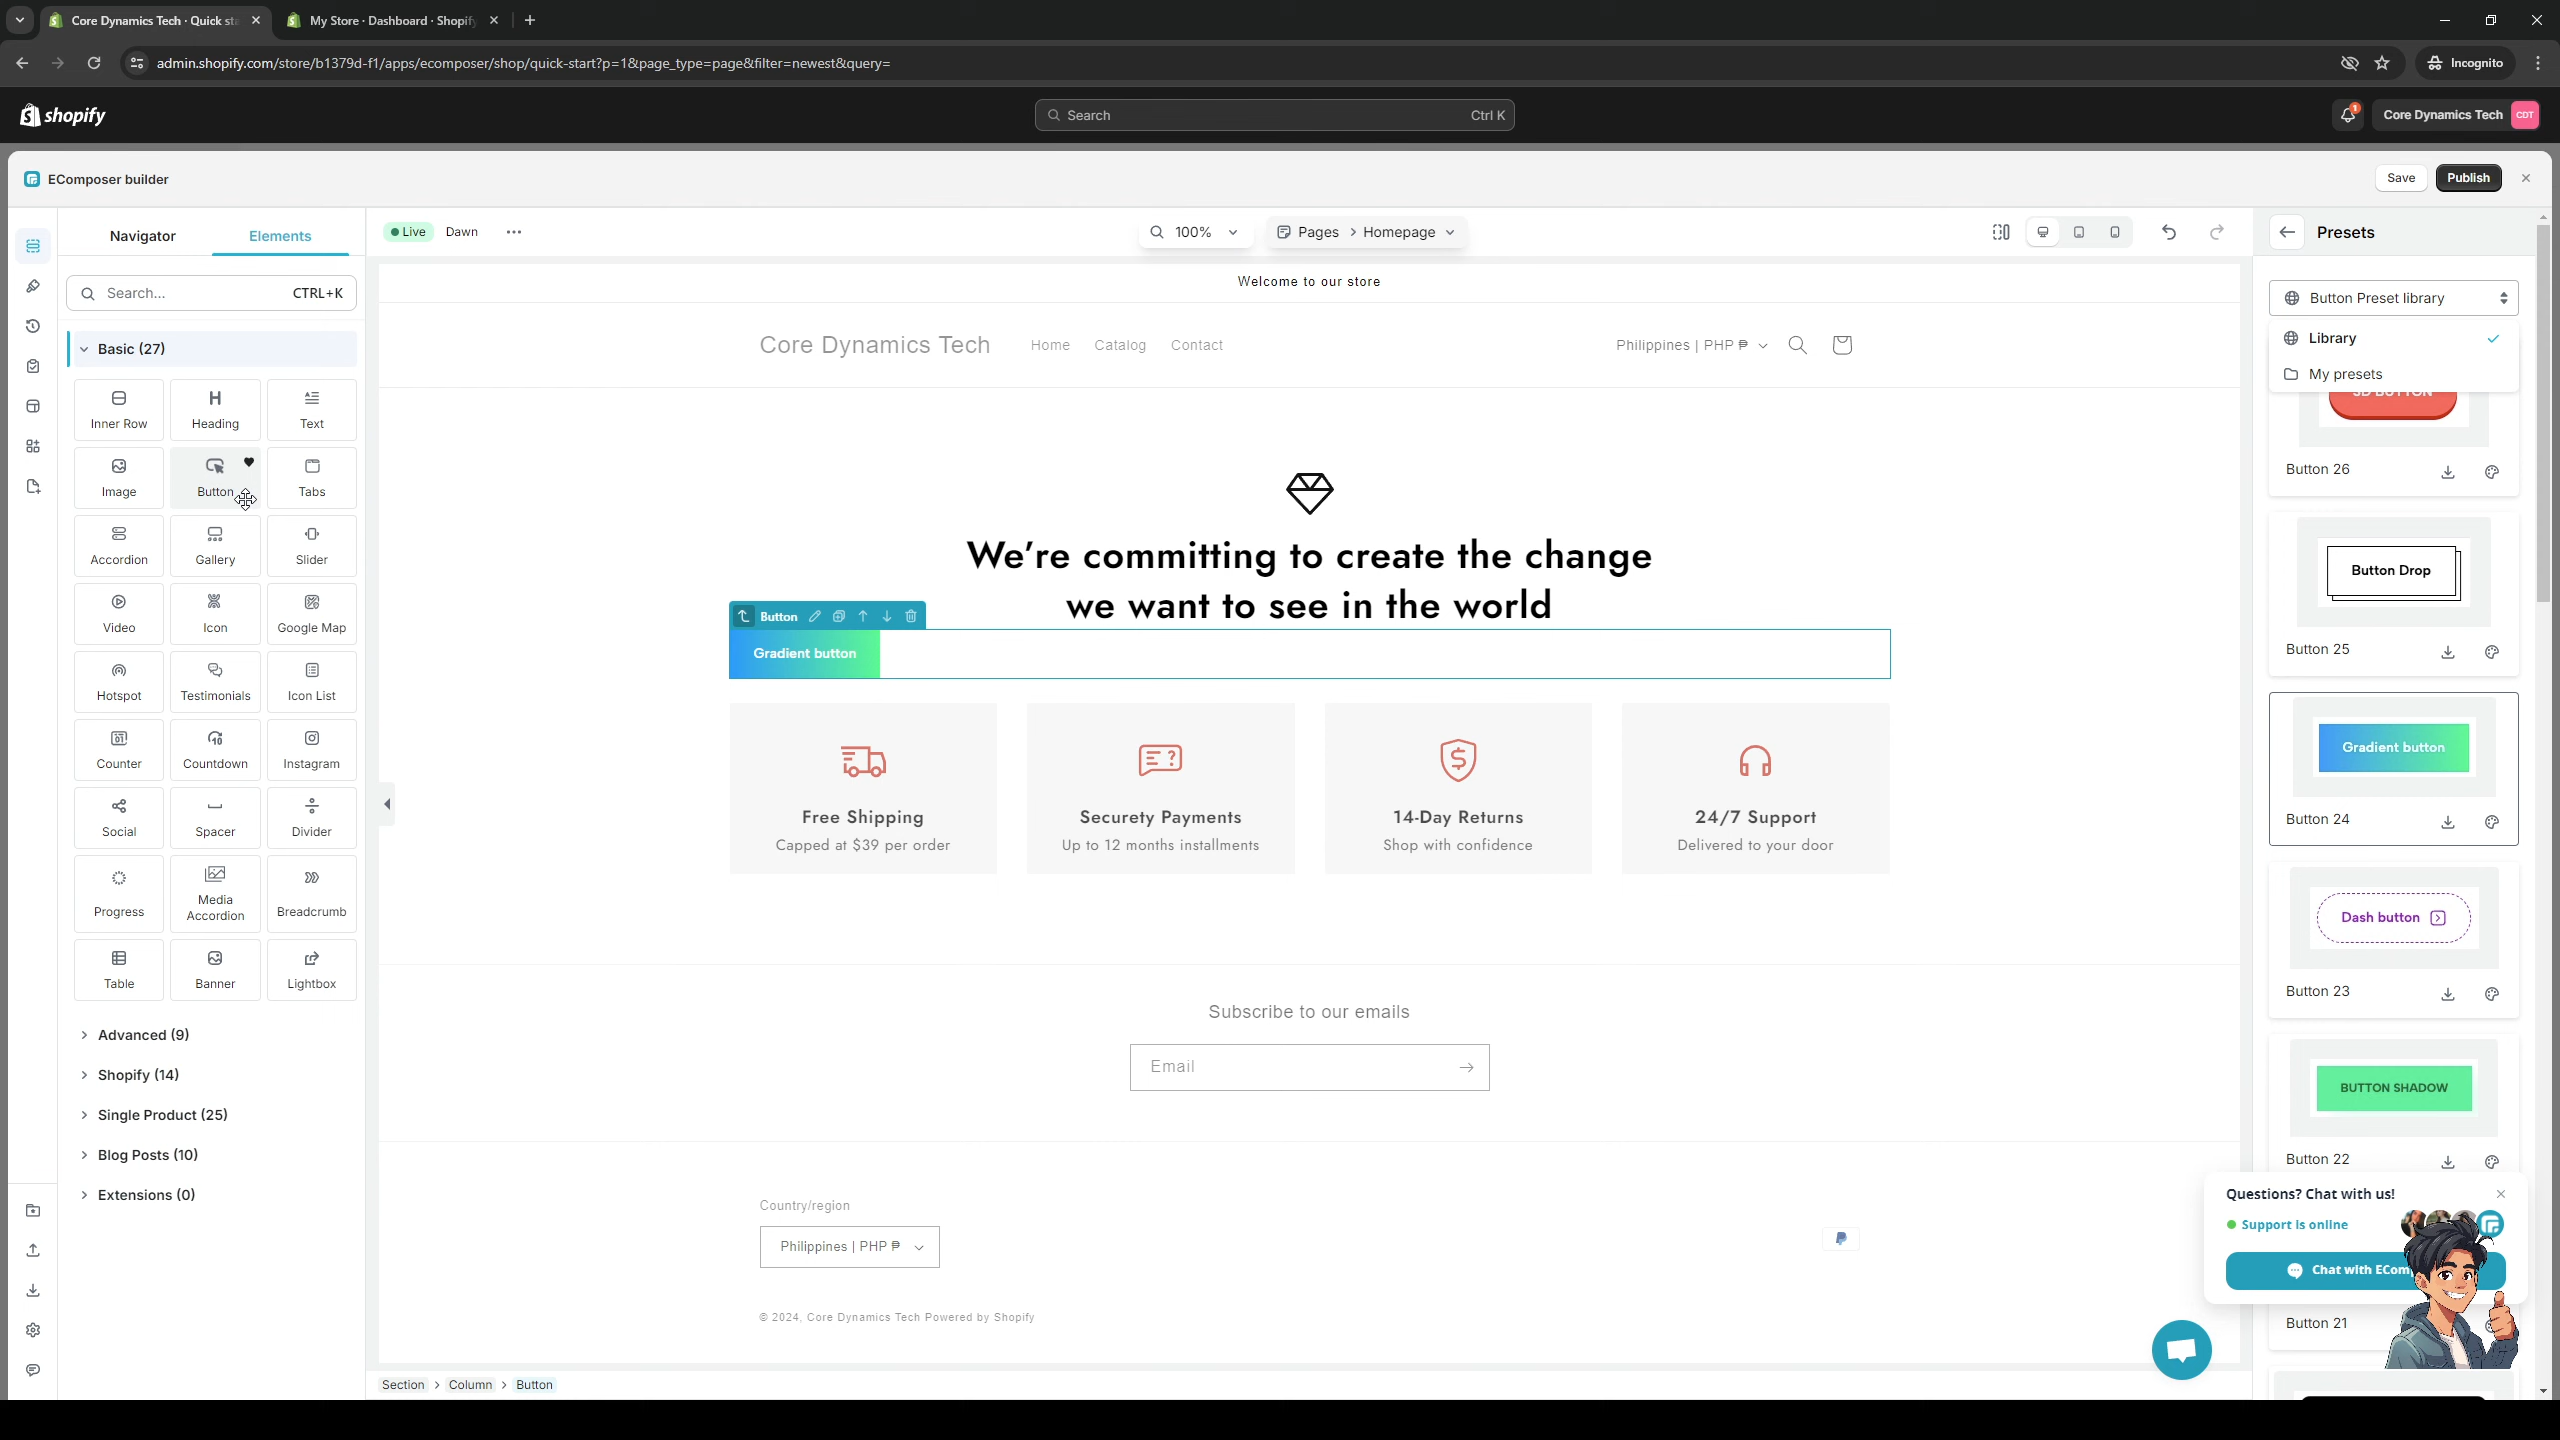 Core Dynamics Tech · Quick st
My Store · Dashboard · Shopif
admin.shopify.com/store/b1379d-f1/apps/ecomposer/shop/quick-start?p=1&page_type=page&filter=newest&query=
Incognito
shopify
Search
Ctrl K
1
Core Dynamics Tech
CDT
EComposer builder
Save
Publish
Navigator
Elements
Live
Dawn
100%
Pages
Homepage
Presets
Search...
CTRL+K
Basic (27)
Inner Row
Heading
Text
Image
Button
Tabs
Accordion
Gallery
Slider
Video
Icon
Google Map
Hotspot
Testimonials
Icon List
Counter
Countdown
Instagram
Social
Spacer
Divider
Progress
Media
Accordion
Breadcrumb
Table
Banner
Lightbox
Advanced (9)
Shopify (14)
Single Product (25)
Blog Posts (10)
Extensions (0)
Welcome to our store
Core Dynamics Tech
Home
Catalog
Contact
Philippines | PHP ₱
We're committing to create the change
we want to see in the world
Button
Gradient button
Free Shipping
Capped at $39 per order
Securety Payments
Up to 12 months installments
14-Day Returns
Shop with confidence
24/7 Support
Delivered to your door
Subscribe to our emails
Email
Country/region
Philippines | PHP ₱
© 2024, Core Dynamics Tech Powered by Shopify
Section
Column
Button
Button Preset library
Library
My presets
3D BUTTON
Button 26
Button Drop
Button 25
Gradient button
Button 24
Dash button
Button 23
BUTTON SHADOW
Button 22
Questions? Chat with us!
Support is online
Chat with ECom
Button 21